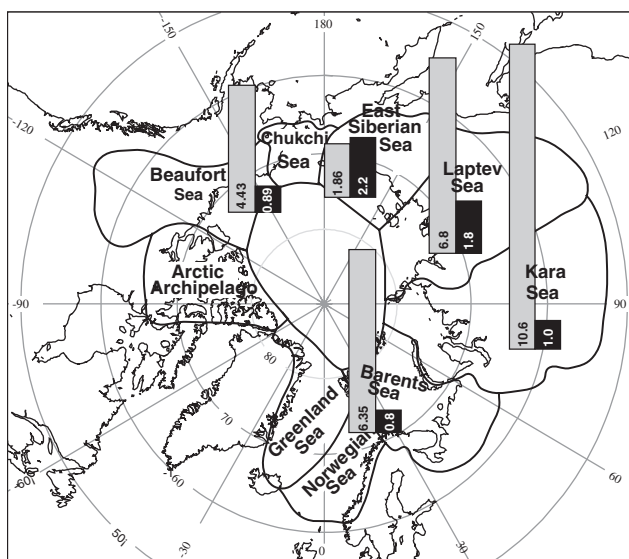 180
-150
150
-120
120
Chukchi
Sea
East
Siberian
Sea
Beaufort
Sea
Laptev
Sea
4.43
0.89
1.86
2.2
6.8
1.8
Arctic
Archipelago
Kara
Sea
-90
90
10.6
1.0
80
Barents
Sea
6.35
0.8
Greenland
Sea
Norwegian
Sea
70
-60
60
60
50
-30
30
0